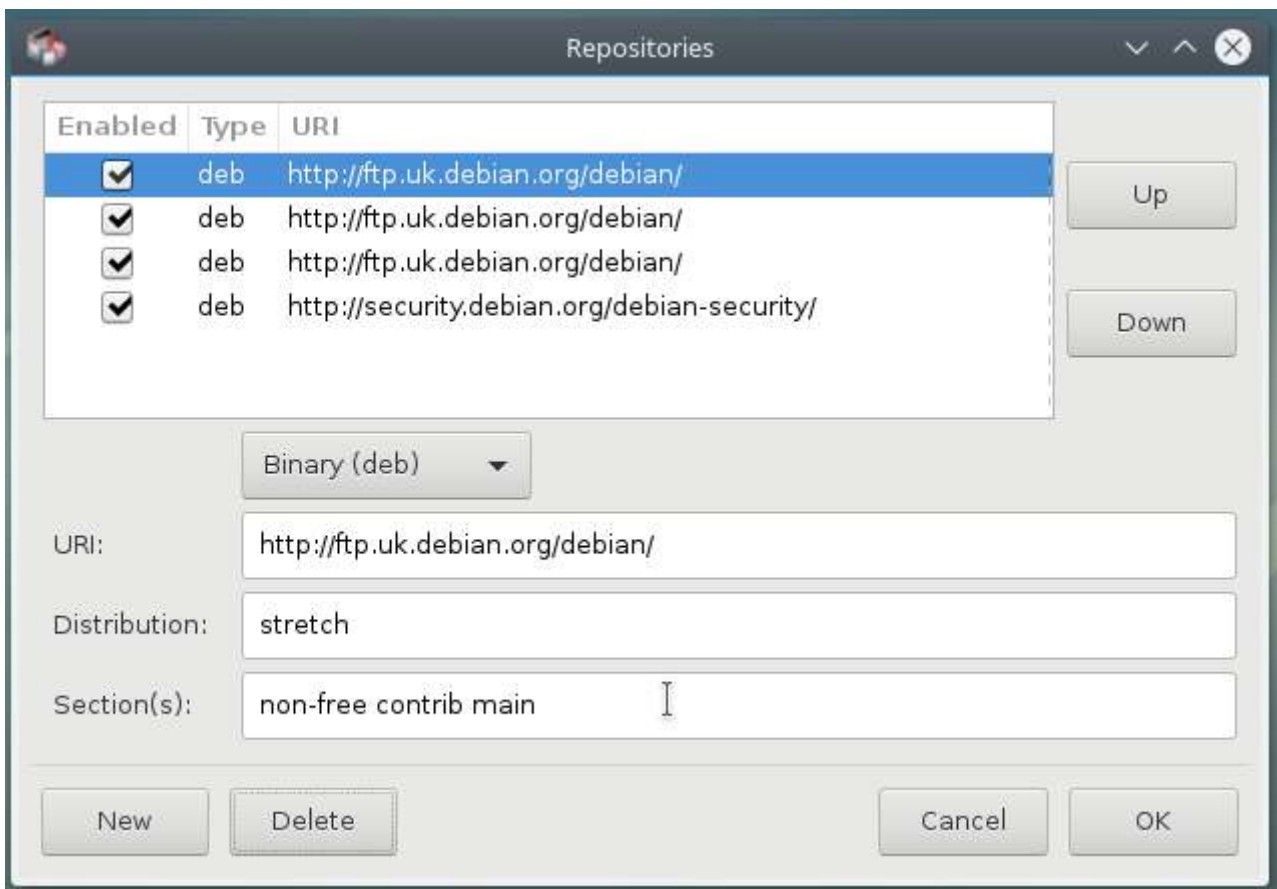 Repositories
Enabled Type URI
deb http://ftp.uk.debian.org/debian/
deb http://ftp.uk.debian.org/debian/
deb http://ftp.uk.debian.org/debian/
deb http://security.debian.org/debian-security/
Up
Down
Binary (deb)
URI: http://ftp.uk.debian.org/debian/
Distribution: stretch
Section(s): non-free contrib main
New Delete Cancel OK